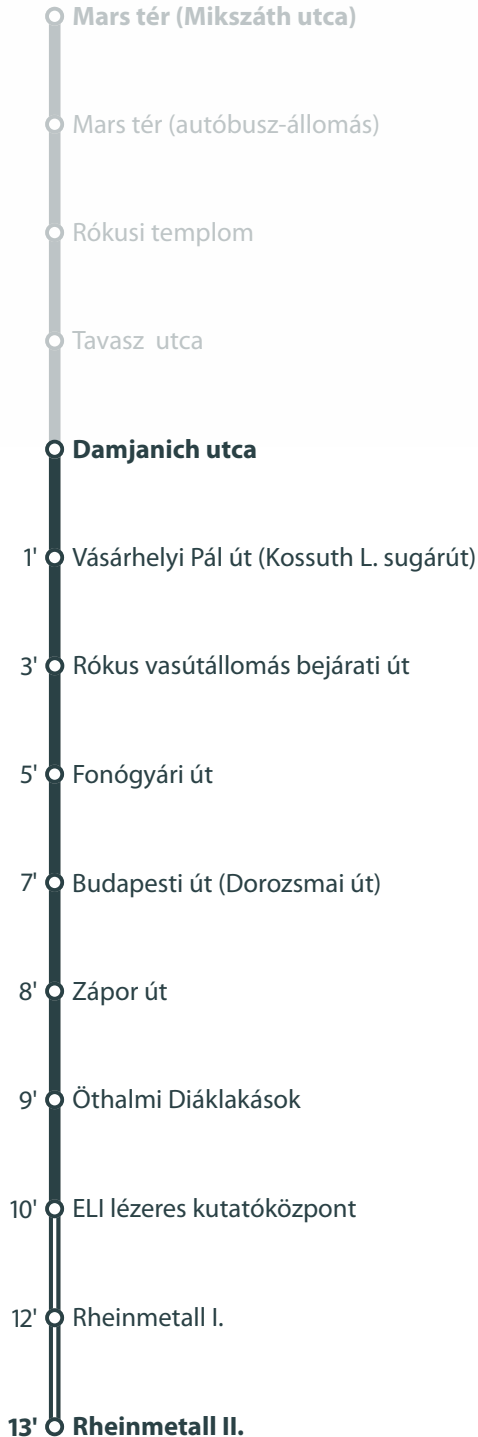 Mars tér (Mikszáth utca)
Mars tér (autóbusz-állomás)
Rókusi templom
Tavasz utca
Damjanich utca
1' Vásárhelyi Pál út (Kossuth L. sugárút)
3' Rókus vasútállomás bejárati út
5' Fonógyári út
7' Budapesti út (Dorozsmai út)
8' Zápor út
9' Öthalmi Diáklakások
10' ELI lézeres kutatóközpont
12' Rheinmetall I.
13' Rheinmetall II.